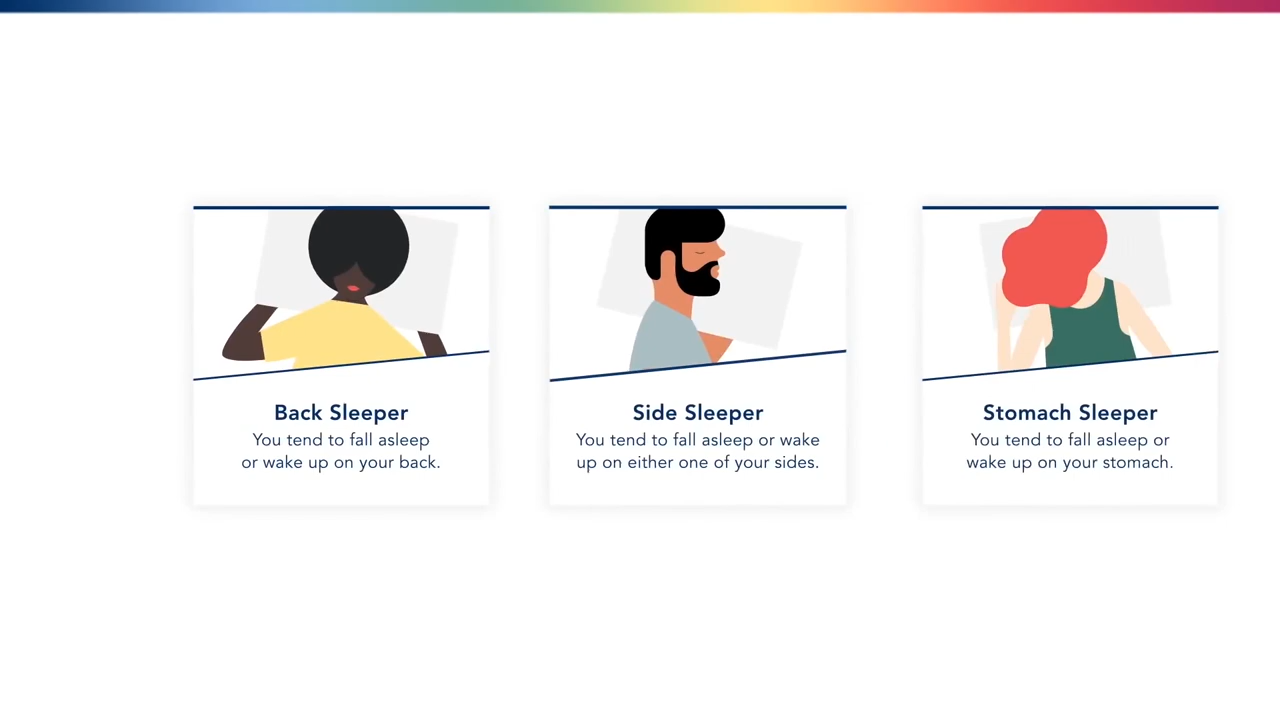 Back Sleeper
You tend to fall asleep
or wake up on your back.
Side Sleeper
You tend to fall asleep or wake
up on either one of your sides.
Stomach Sleeper
You tend to fall asleep or
wake up on your stomach.